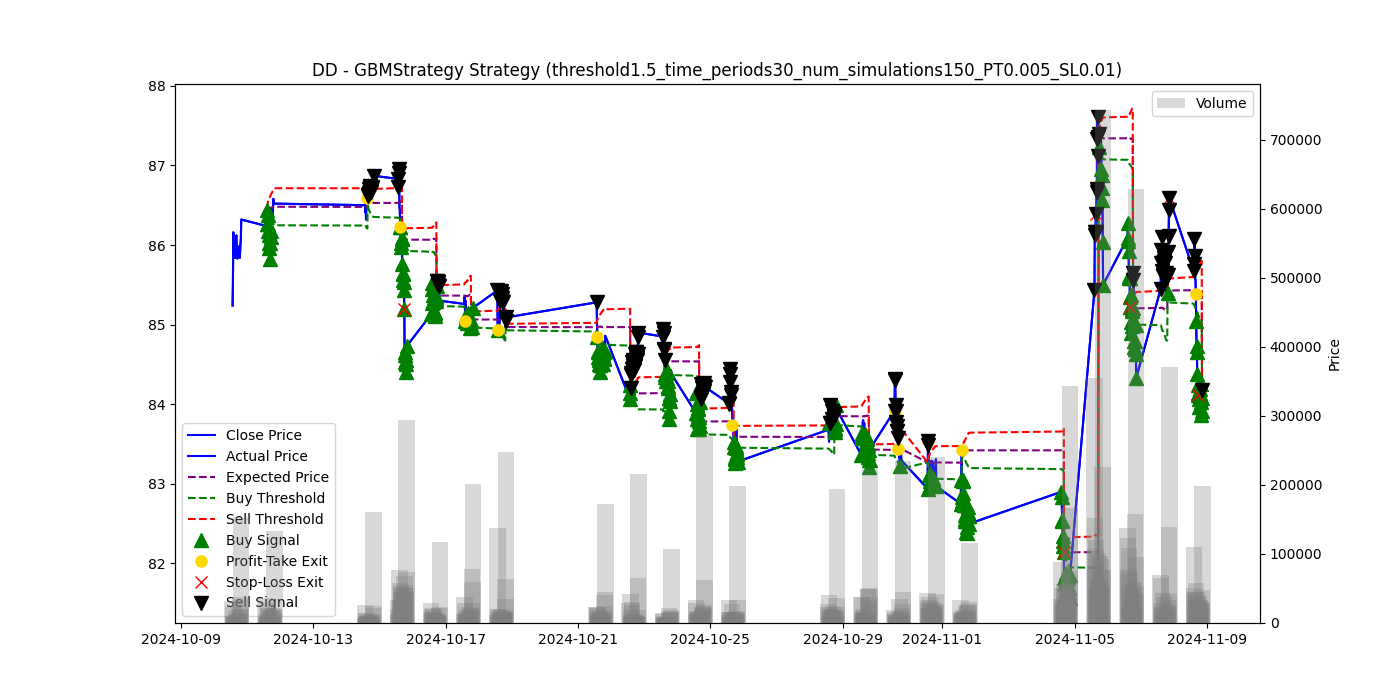 DD - GBMStrategy Strategy (threshold1.5_time_periods30_num_simulations150_PT0.005_SL0.01)
88
87
86
85
84
83
82
Volume
700000
600000
500000
400000
300000
200000
100000
0
Price
Close Price
Actual Price
Expected Price
Buy Threshold
Sell Threshold
Buy Signal
Profit-Take Exit
Stop-Loss Exit
Sell Signal
2024-10-09 2024-10-13 2024-10-17 2024-10-21 2024-10-25 2024-10-29 2024-11-01 2024-11-05 2024-11-09